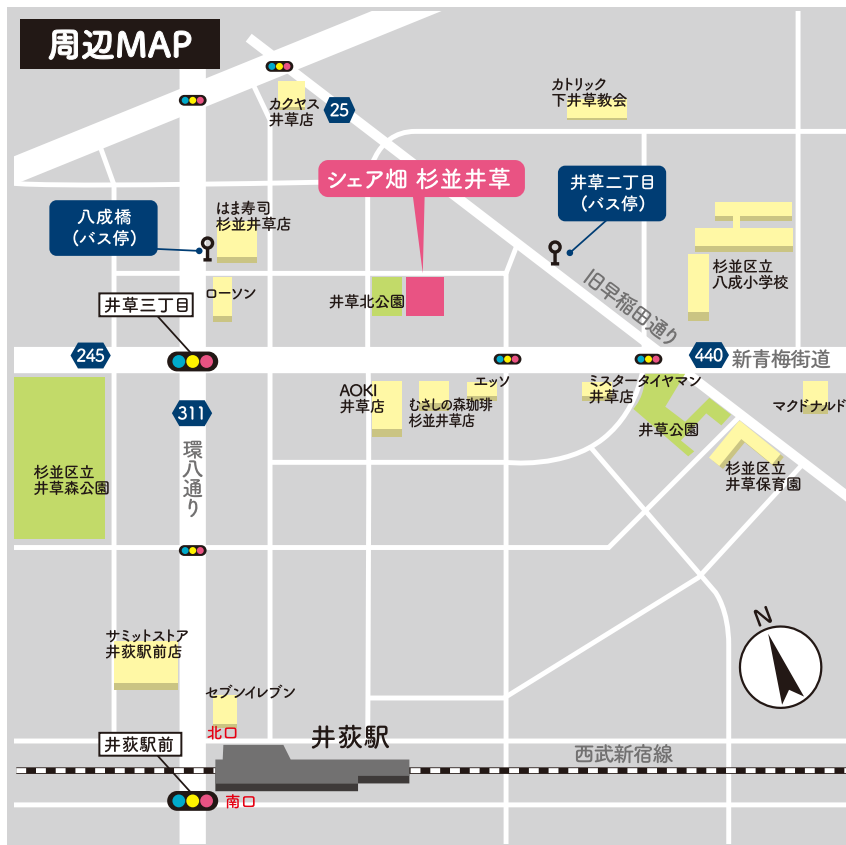 周辺MAP
カクヤス
井草店
25
カトリック
下井草教会
シェア畑 杉並井草
井草二丁目
（バス停）
八成橋
（バス停）
はま寿司
杉並井草店
杉並区立
八成小学校
ローソン
井草北公園
井草三丁目
旧早稲田通り
245
440
新青梅街道
311
AOKI
井草店
むさしの森珈琲
杉並井草店
エッソ
ミスタータイヤマン
井草店
マクドナルド
井草公園
環八通り
杉並区立
井草森公園
杉並区立
井草保育園
N
サミットストア
井荻駅前店
セブンイレブン
北口
井荻駅
井荻駅前
西武新宿線
南口